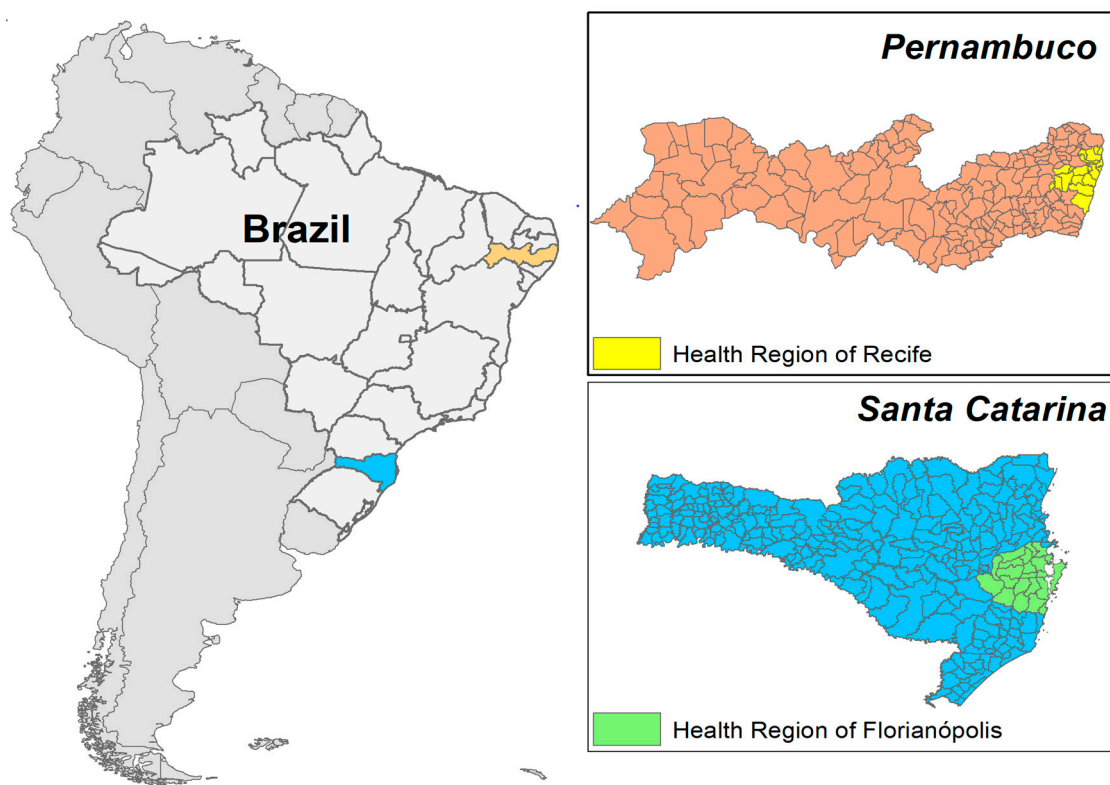 Brazil
Pernambuco
Health Region of Recife
Santa Catarina
Health Region of Florianópolis